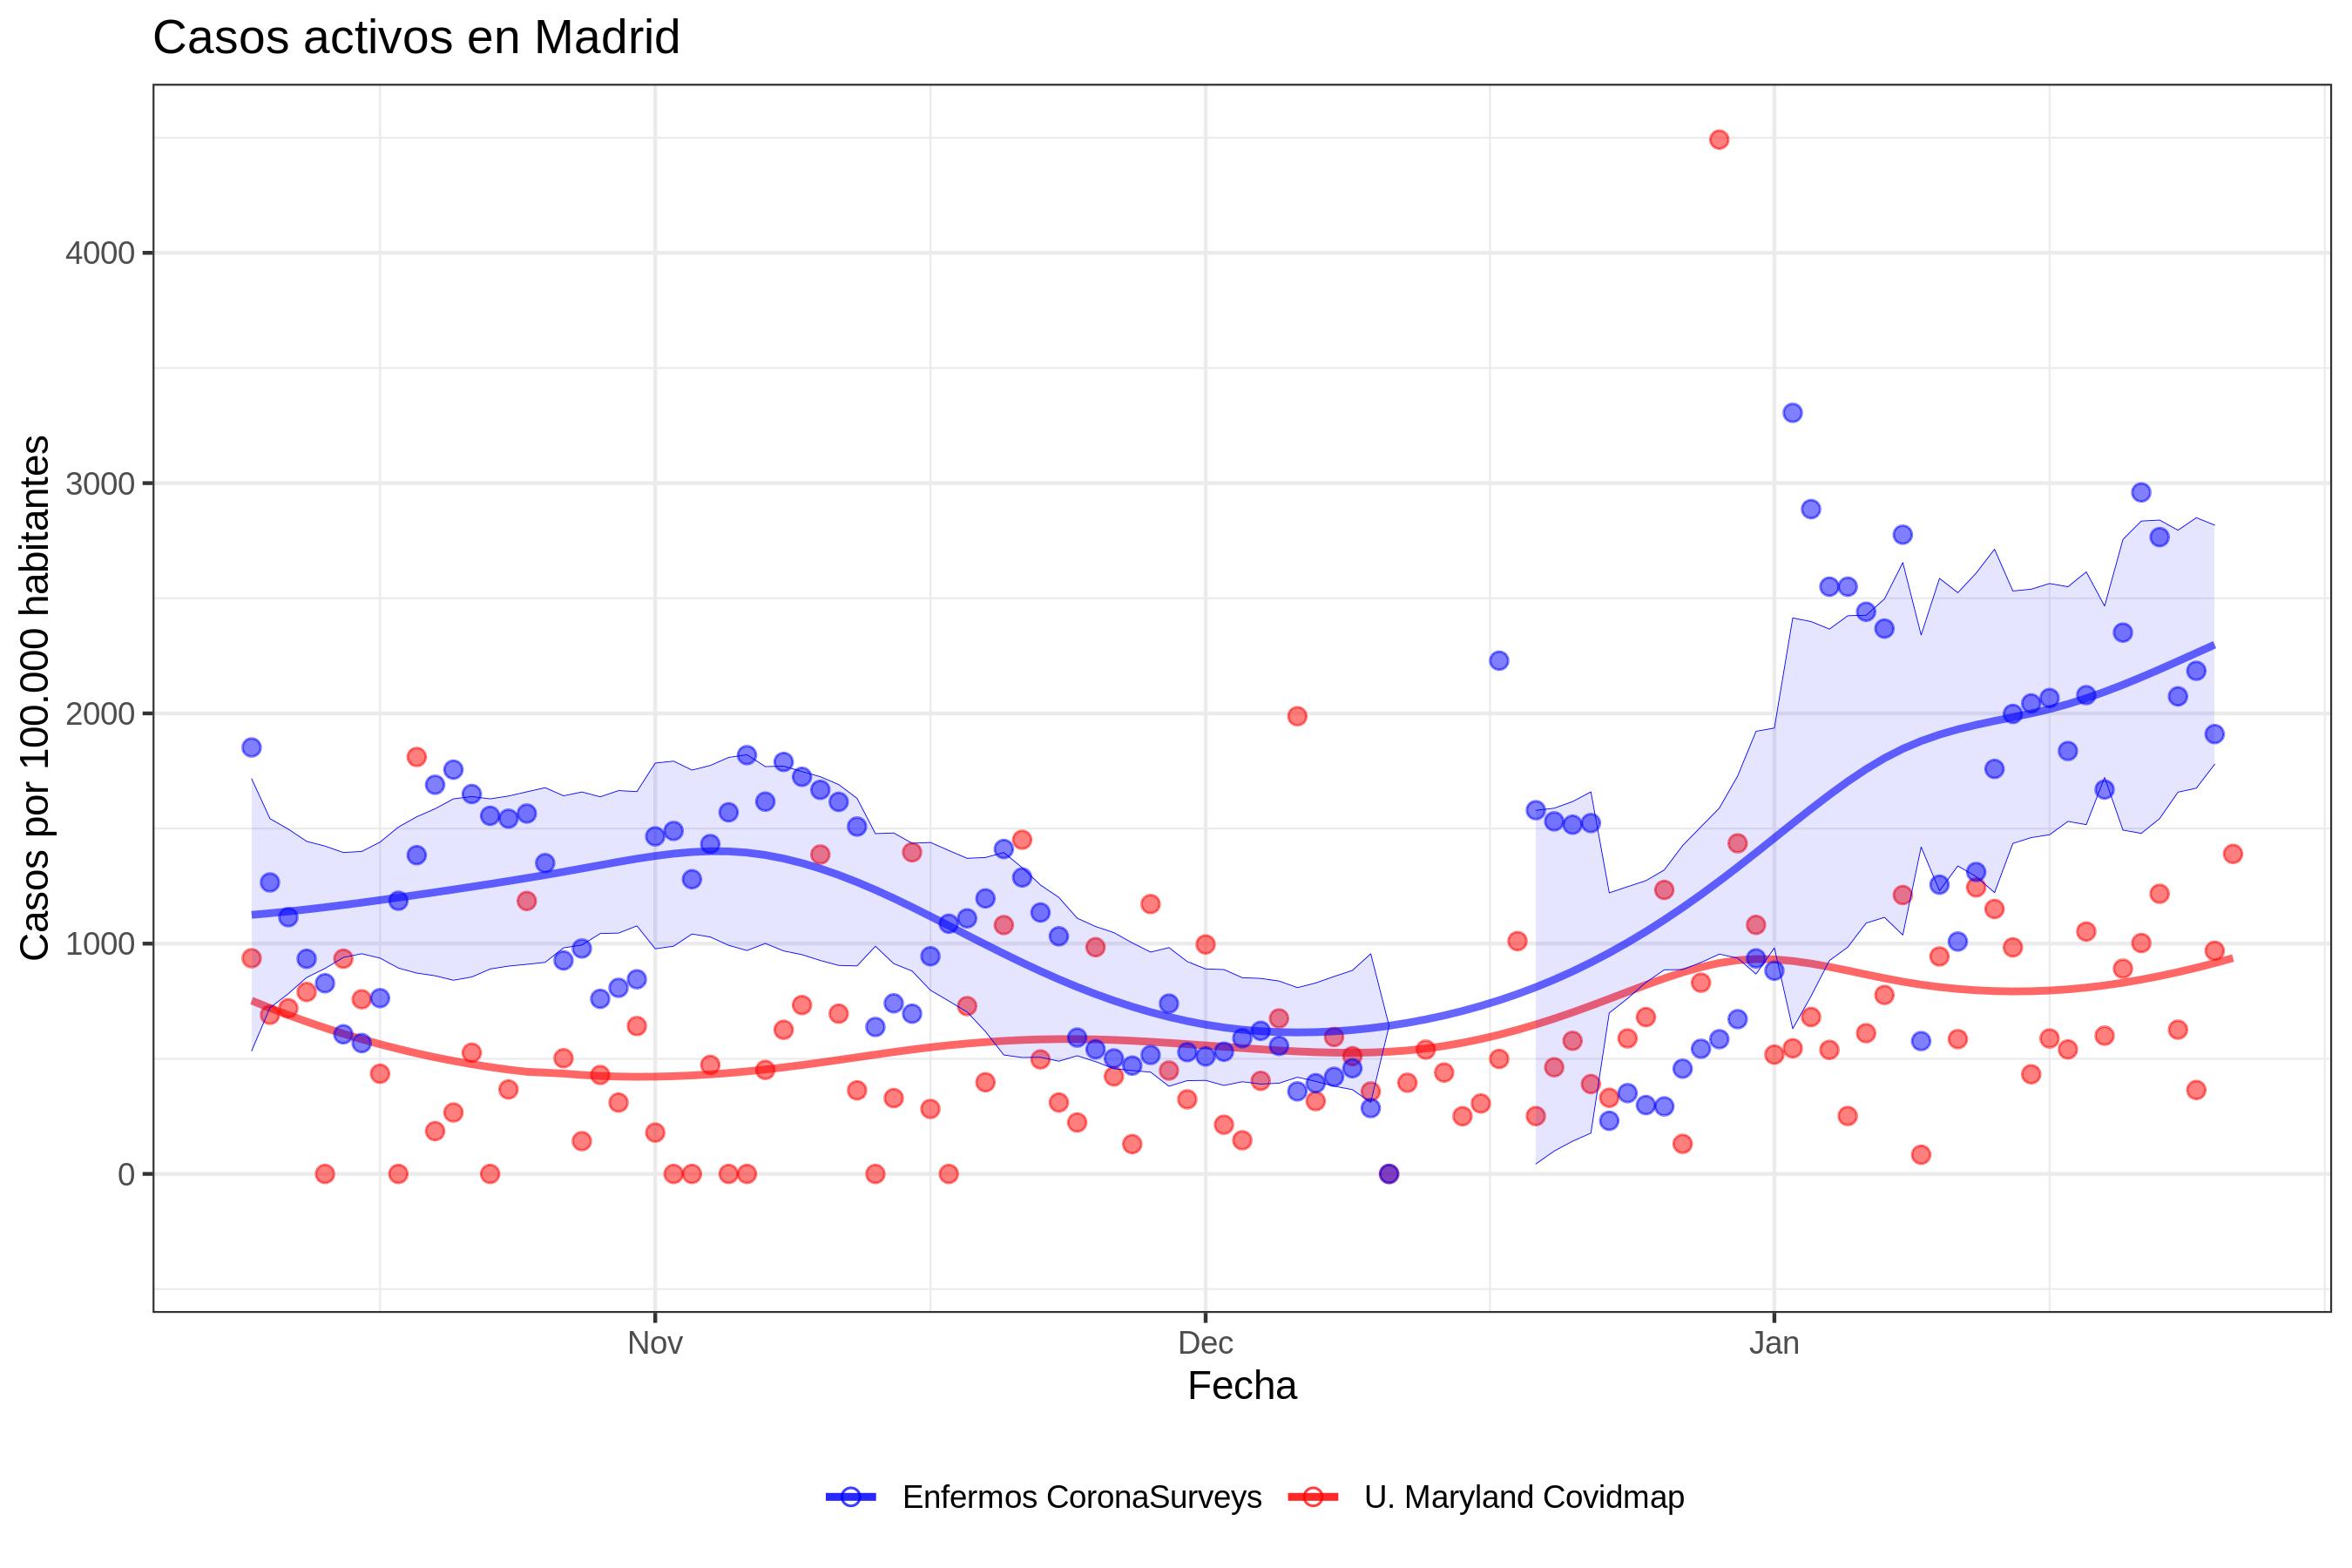 Casos activos en Madrid
Casos por 100.000 habitantes
4000
3000
2000
1000
0
Nov Dec Jan
Fecha
Enfermos CoronaSurveys U. Maryland Covidmap